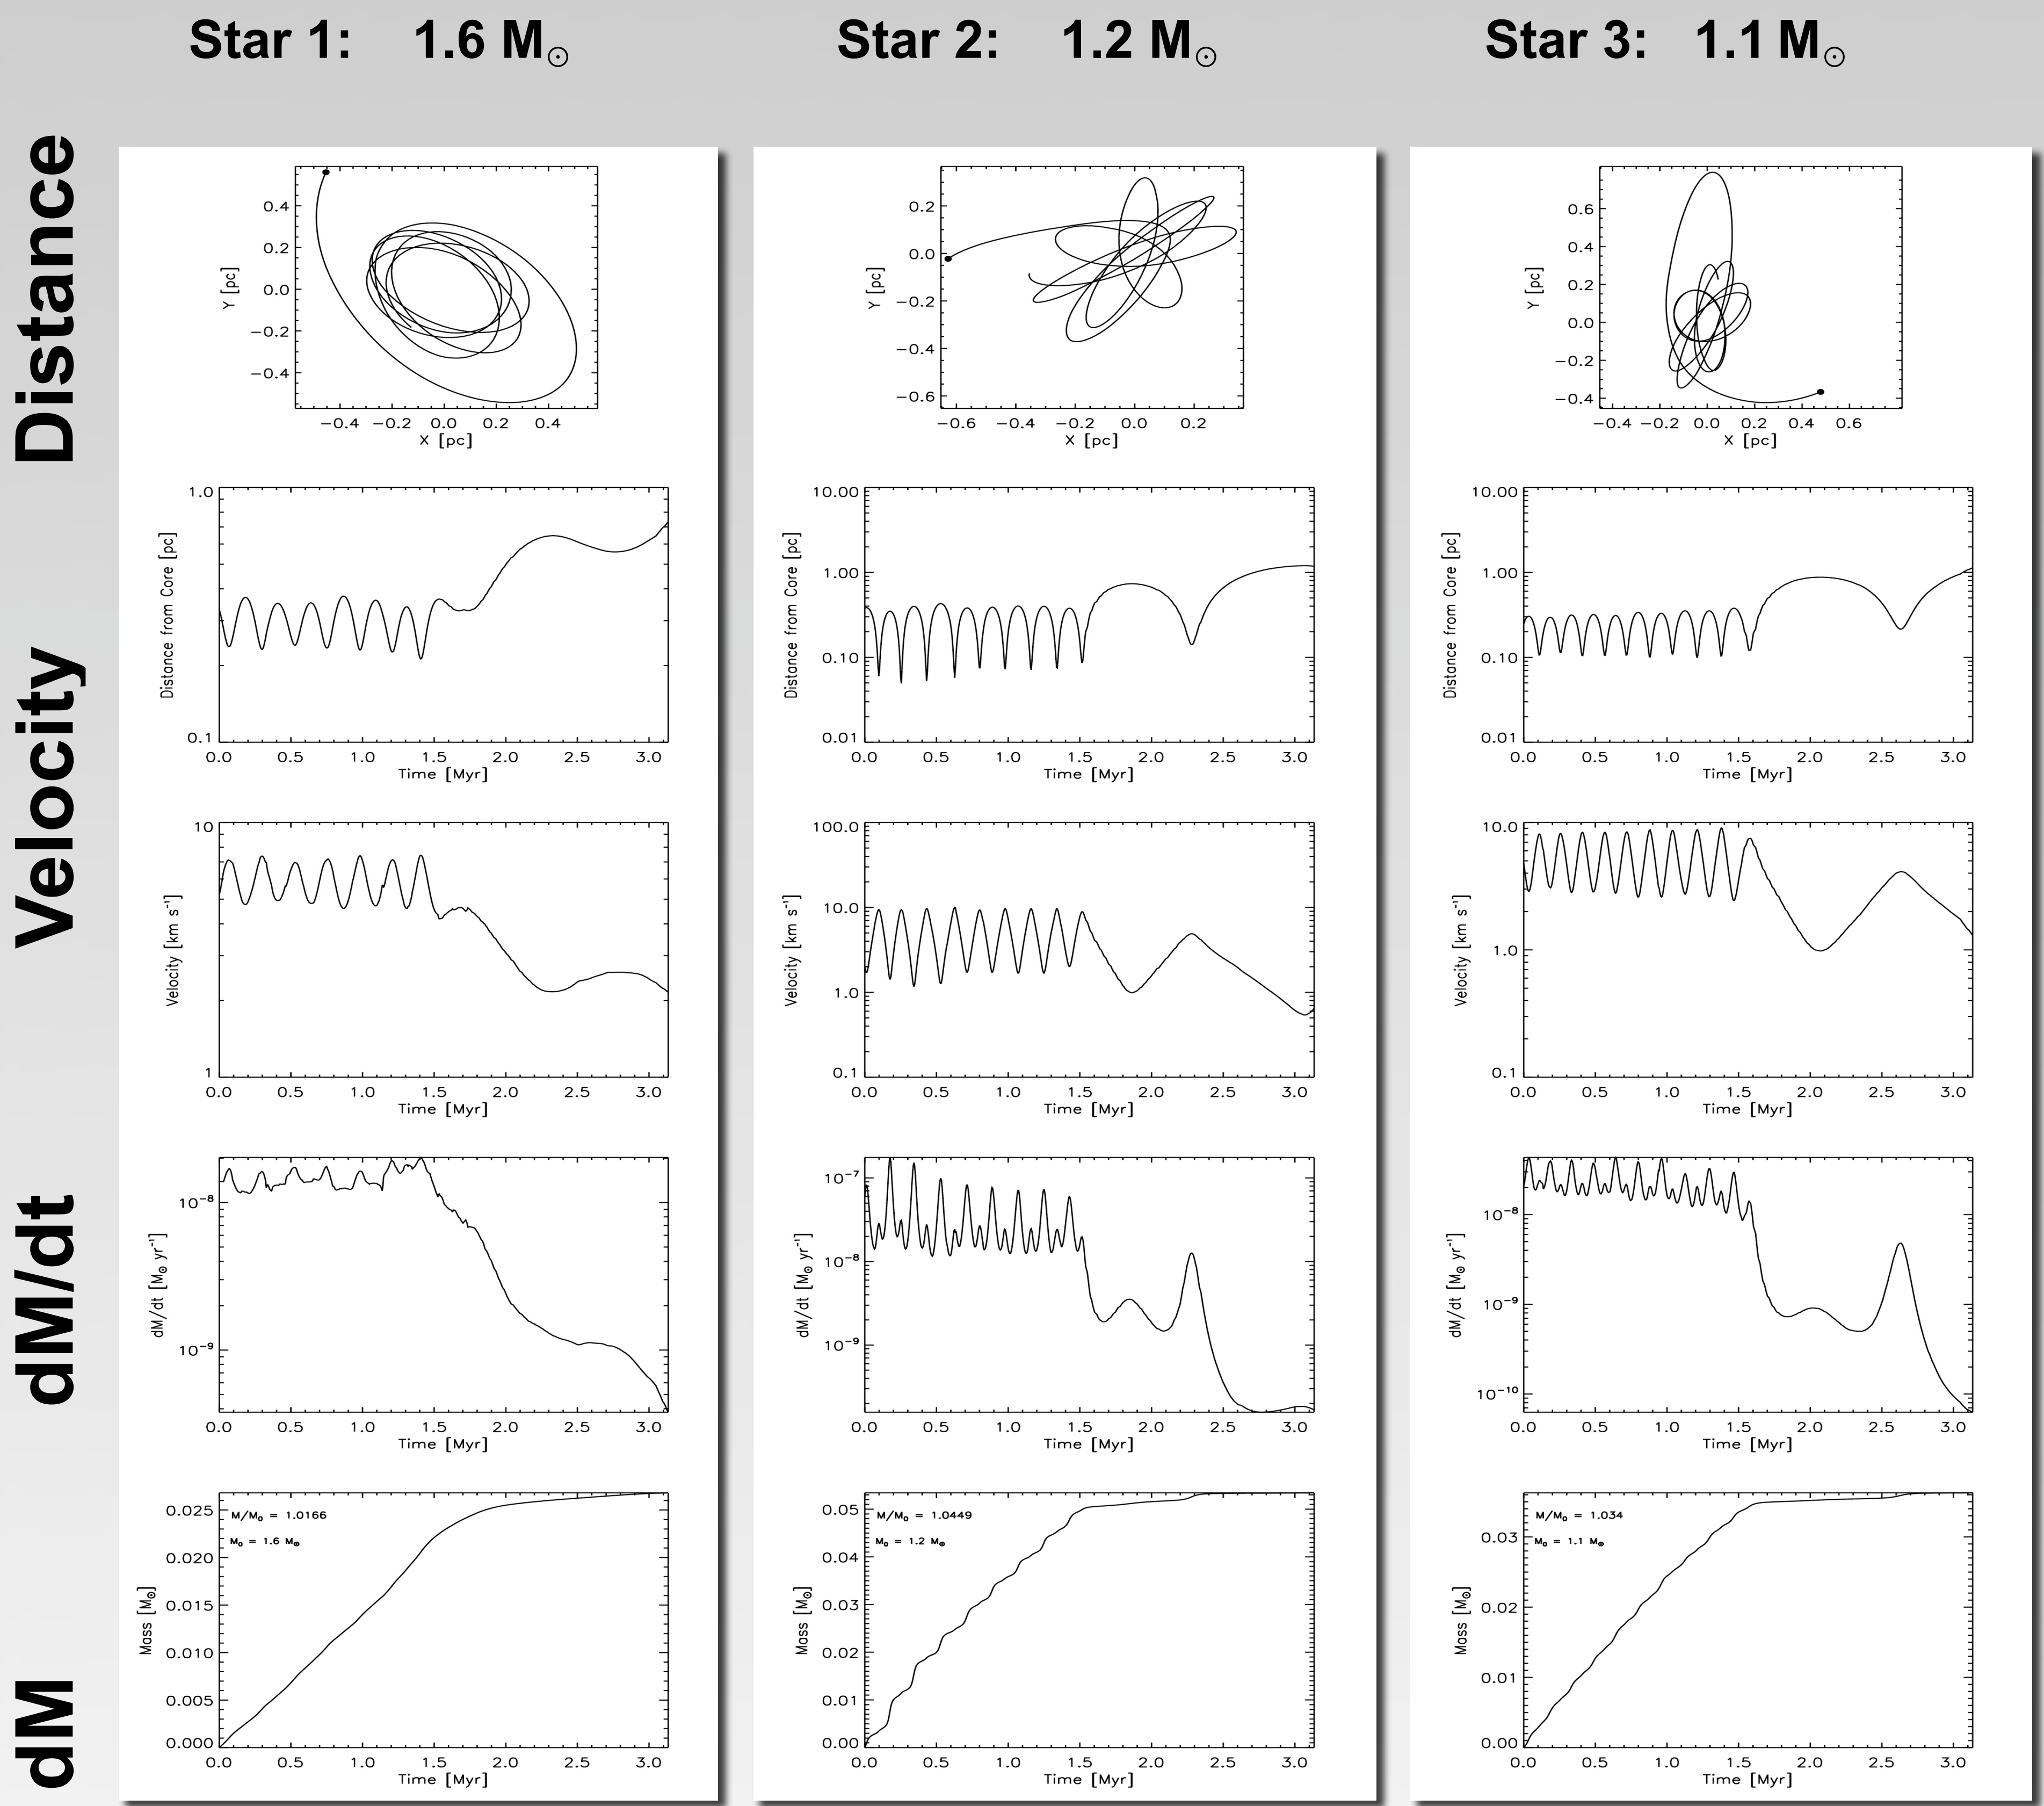 Star 1: 1.6 M☉
Star 2: 1.2 M☉
Star 3: 1.1 M☉
Distance
Velocity
dM/dt
dM
0.4
0.2
0.0
−0.2
−0.4
Y [pc]
−0.4 −0.2 0.0 0.2 0.4
X [pc]
0.2
0.0
−0.2
−0.4
−0.6
Y [pc]
−0.6 −0.4 −0.2 0.0 0.2
X [pc]
0.6
0.4
0.2
0.0
−0.2
−0.4
Y [pc]
−0.4 −0.2 0.0 0.2 0.4 0.6
X [pc]
1.0
0.1
Distance from Core [pc]
0.0 0.5 1.0 1.5 2.0 2.5 3.0
Time [Myr]
10.00
1.00
0.10
0.01
Distance from Core [pc]
0.0 0.5 1.0 1.5 2.0 2.5 3.0
Time [Myr]
10.00
1.00
0.10
0.01
Distance from Core [pc]
0.0 0.5 1.0 1.5 2.0 2.5 3.0
Time [Myr]
10
1
Velocity [km s⁻¹]
0.0 0.5 1.0 1.5 2.0 2.5 3.0
Time [Myr]
100.0
10.0
1.0
0.1
Velocity [km s⁻¹]
0.0 0.5 1.0 1.5 2.0 2.5 3.0
Time [Myr]
10.0
1.0
0.1
Velocity [km s⁻¹]
0.0 0.5 1.0 1.5 2.0 2.5 3.0
Time [Myr]
10⁻⁸
10⁻⁹
dM/dt [M☉ yr⁻¹]
0.0 0.5 1.0 1.5 2.0 2.5 3.0
Time [Myr]
10⁻⁷
10⁻⁸
10⁻⁹
dM/dt [M☉ yr⁻¹]
0.0 0.5 1.0 1.5 2.0 2.5 3.0
Time [Myr]
10⁻⁸
10⁻⁹
10⁻¹⁰
dM/dt [M☉ yr⁻¹]
0.0 0.5 1.0 1.5 2.0 2.5 3.0
Time [Myr]
M/M₀ = 1.0166
M₀ = 1.6 M☉
0.025
0.020
0.015
0.010
0.005
0.000
Mass [M☉]
0.0 0.5 1.0 1.5 2.0 2.5 3.0
Time [Myr]
M/M₀ = 1.0449
M₀ = 1.2 M☉
0.05
0.04
0.03
0.02
0.01
0.00
Mass [M☉]
0.0 0.5 1.0 1.5 2.0 2.5 3.0
Time [Myr]
M/M₀ = 1.034
M₀ = 1.1 M☉
0.03
0.02
0.01
0.00
Mass [M☉]
0.0 0.5 1.0 1.5 2.0 2.5 3.0
Time [Myr]